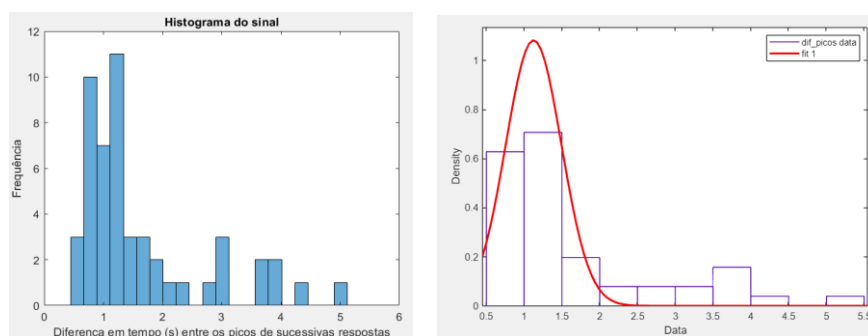 Histograma do sinal
12
10
8
6
4
2
0
Frequência
0 1 2 3 4 5 6
Diferença em tempo (s) entre os picos de sucessivas respostas
dif_picos data
fit 1
1
0.8
0.6
0.4
0.2
0
Density
0.5 1 1.5 2 2.5 3 3.5 4 4.5 5 5.5
Data